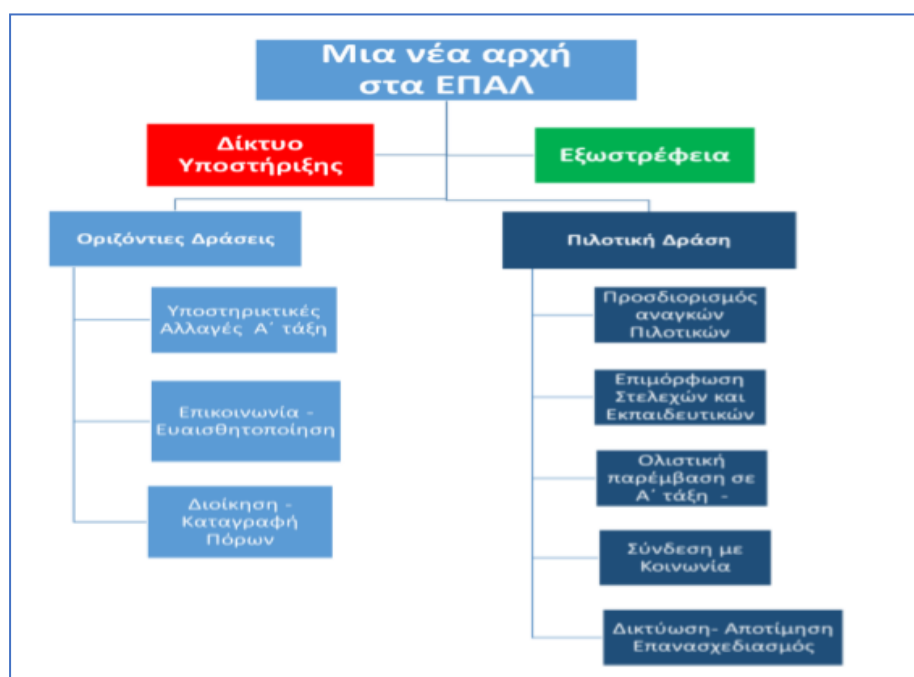 Μια νέα αρχή
στα ΕΠΑΛ
Δίκτυο
Υποστήριξης
Εξωστρέφεια
Οριζόντιες Δράσεις
Υποστηρικτικές
Αλλαγές Α΄ τάξη
Επικοινωνία -
Ευαισθητοποίηση
Διοίκηση -
Καταγραφή
Πόρων
Πιλοτική Δράση
Προσδιορισμός
αναγκών
Πιλοτικών
Επιμόρφωση
Στελεχών και
Εκπαιδευτικών
Ολιστική
παρέμβαση σε
Α΄ τάξη -
Σύνδεση με
Κοινωνία
Δικτύωση- Αποτίμηση
Επανασχεδιασμός